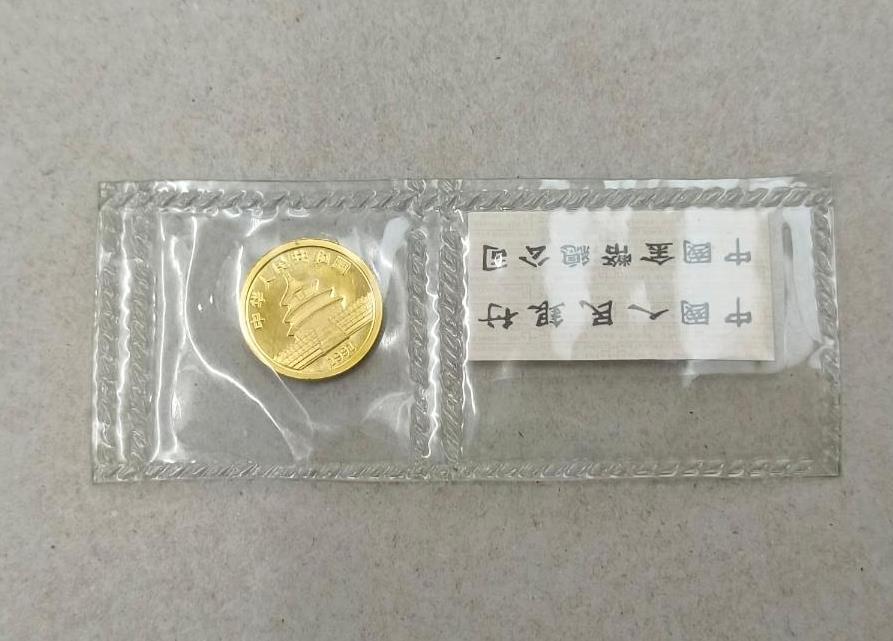 中华人民共和国
1991
中國人民銀行
中國金幣總公司